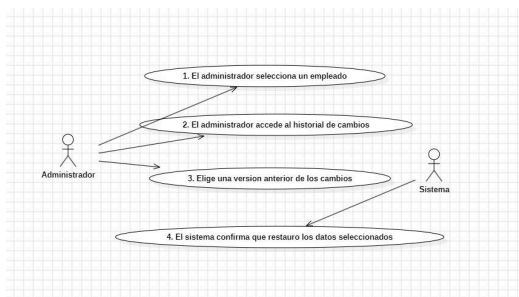 1. El administrador selecciona un empleado
2. El administrador accede al historial de cambios
Administrador
3. Elige una version anterior de los cambios
Sistema
4. El sistema confirma que restauro los datos seleccionados